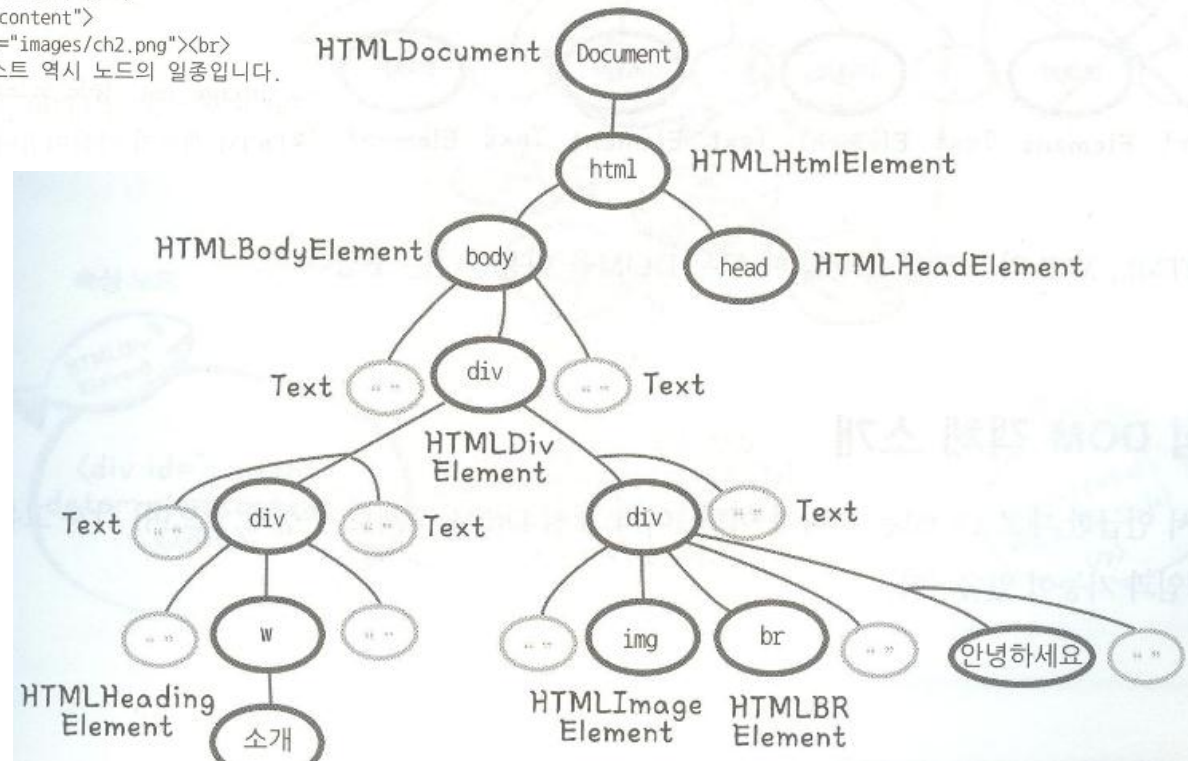 content">
="images/ch2.png"><br>
스트 역시 노드의 일종입니다.
HTMLDocument Document
html HTMLHtmlElement
HTMLBodyElement body
head HTMLHeadElement
Text " " div " " Text
HTMLDiv
Element
Text " " div " " Text
div " " Text
" " w " "
" " img br " " 안녕하세요 " "
HTMLHeading
Element
소개
HTMLImage
Element
HTMLBR
Element